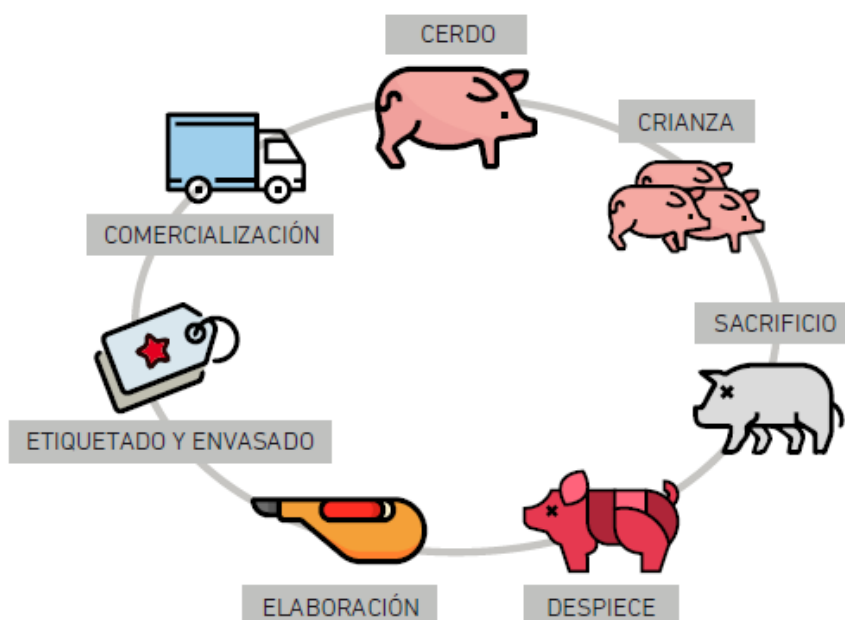 CERDO
CRIANZA
SACRIFICIO
DESPIECE
ELABORACIÓN
ETIQUETADO Y ENVASADO
COMERCIALIZACIÓN